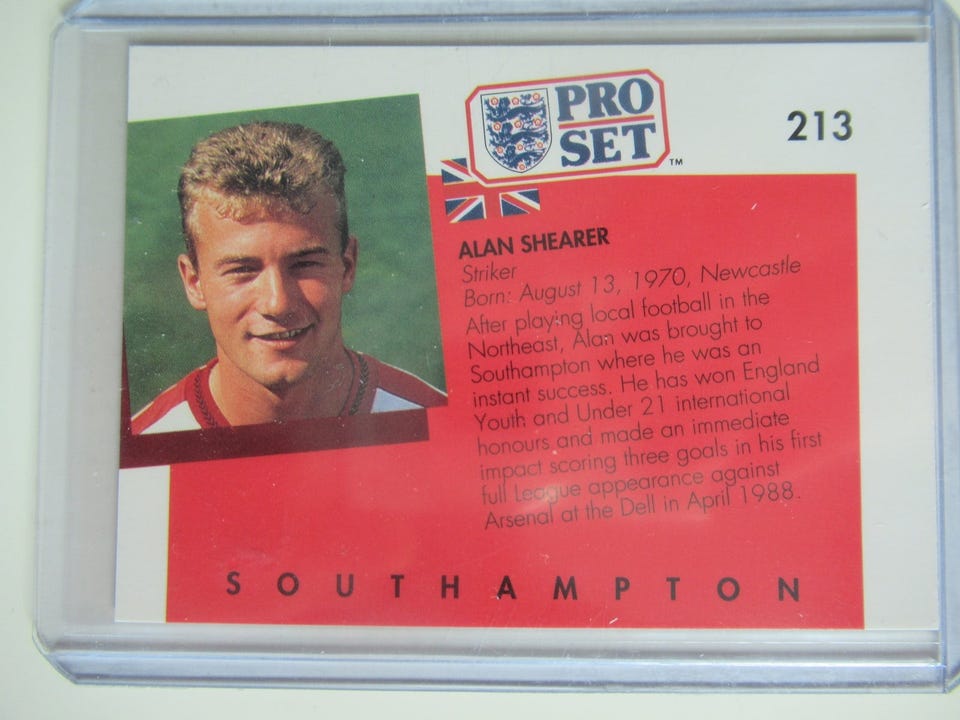 PRO
SET
™
213
ALAN SHEARER
Striker
Born: August 13, 1970, Newcastle
After playing local football in the
Northeast, Alan was brought to
Southampton where he was an
instant success. He has won England
Youth and Under 21 international
honours and made an immediate
impact scoring three goals in his first
full League appearance against
Arsenal at the Dell in April 1988.
SOUTHAMPTON